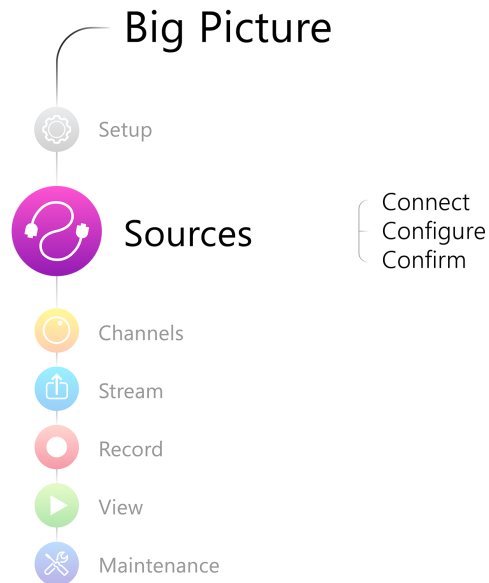 Big Picture
Setup
Sources
Connect
Configure
Confirm
Channels
Stream
Record
View
Maintenance